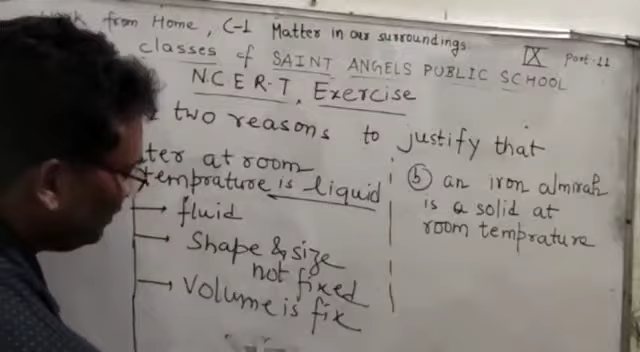 from Home, C-1 Matter in our surroundings
classes of SAINT ANGELS PUBLIC SCHOOL
IX Part-11
N.C E R.T, Exercise
two reasons to justify that
at room
temprature is liquid
→ fluid
→ Shape & size
not fixed
→ Volume is fix
(b) an iron almirah
is a solid at
room temprature